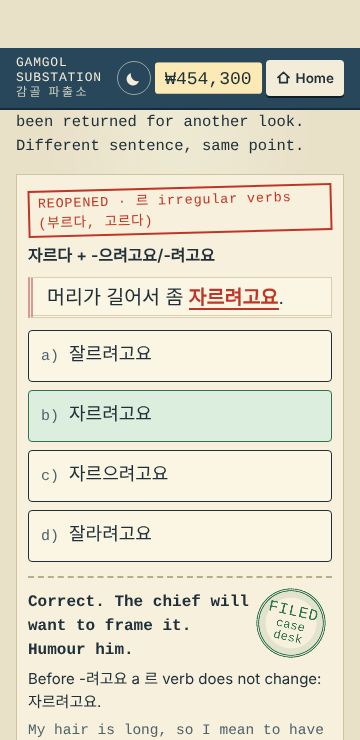 GAMGOL
SUBSTATION
감골 파출소
₩454,300
Home
been returned for another look.
Different sentence, same point.
REOPENED · 르 irregular verbs
(부르다, 고르다)
자르다 + -으려고요/-려고요
머리가 길어서 좀 자르려고요.
a) 잘르려고요
b) 자르려고요
c) 자르으려고요
d) 잘라려고요
Correct. The chief will
want to frame it.
Humour him.
FILED
case
desk
Before -려고요 a 르 verb does not change:
자르려고요.
My hair is long, so I mean to have